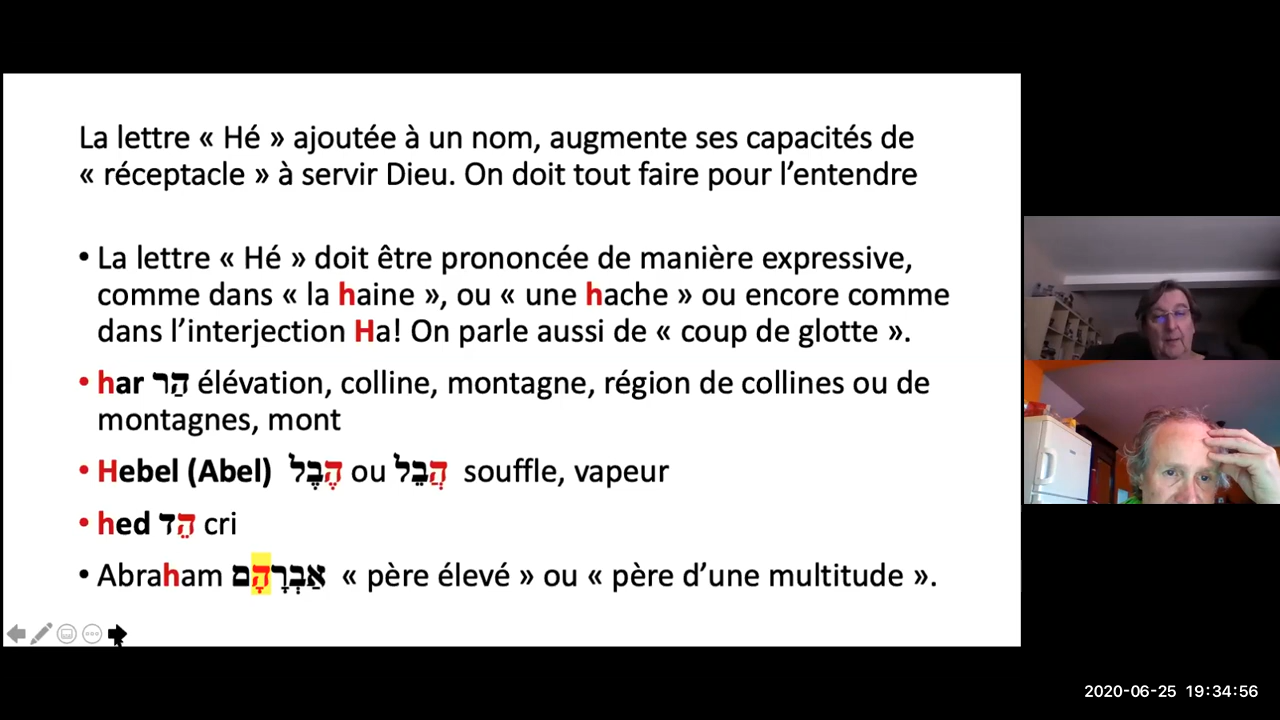 La lettre « Hé » ajoutée à un nom, augmente ses capacités de
« réceptacle » à servir Dieu. On doit tout faire pour l’entendre
• La lettre « Hé » doit être prononcée de manière expressive,
comme dans « la haine », ou « une hache » ou encore comme
dans l’interjection Ha! On parle aussi de « coup de glotte ».
• har הַר élévation, colline, montagne, région de collines ou de
montagnes, mont
• Hebel (Abel) הֶבֶל ou הֲבֵל souffle, vapeur
• hed הֵד cri
• Abraham אַבְרָהָם « père élevé » ou « père d’une multitude ».
2020-06-25 19:34:56